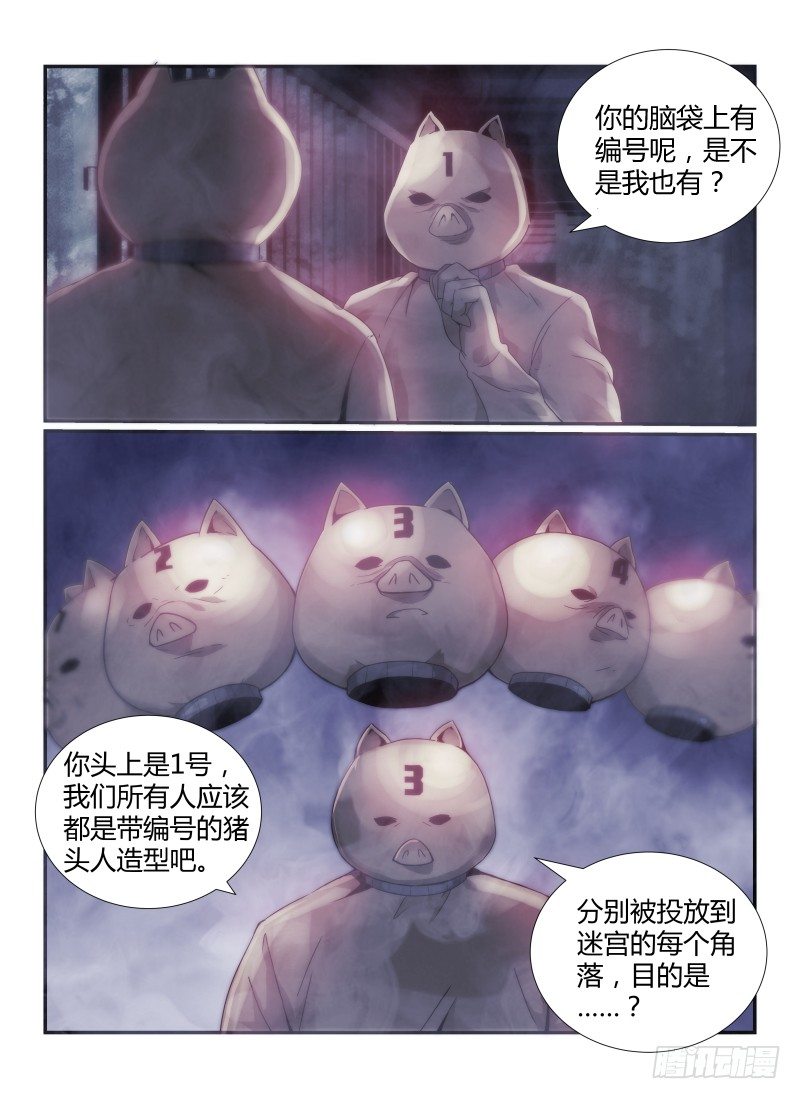 你的脑袋上有
编号呢，是不
是我也有？
1
2
3
4
3
你头上是1号，
我们所有人应该
都是带编号的猪
头人造型吧。
分别被投放到
迷宫的每个角
落，目的是
……？
腾讯动漫